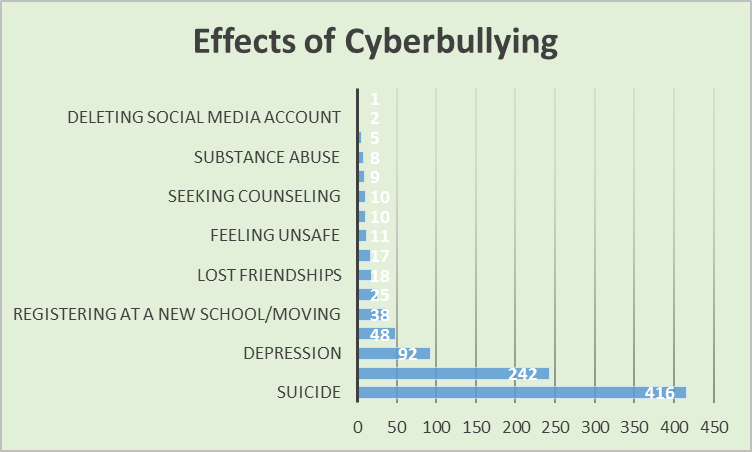 Effects of Cyberbullying
1
DELETING SOCIAL MEDIA ACCOUNT 2
5
SUBSTANCE ABUSE 8
9
SEEKING COUNSELING 10
10
FEELING UNSAFE 11
17
LOST FRIENDSHIPS 18
25
REGISTERING AT A NEW SCHOOL/MOVING 38
48
DEPRESSION 92
242
SUICIDE 416
0 50 100 150 200 250 300 350 400 450